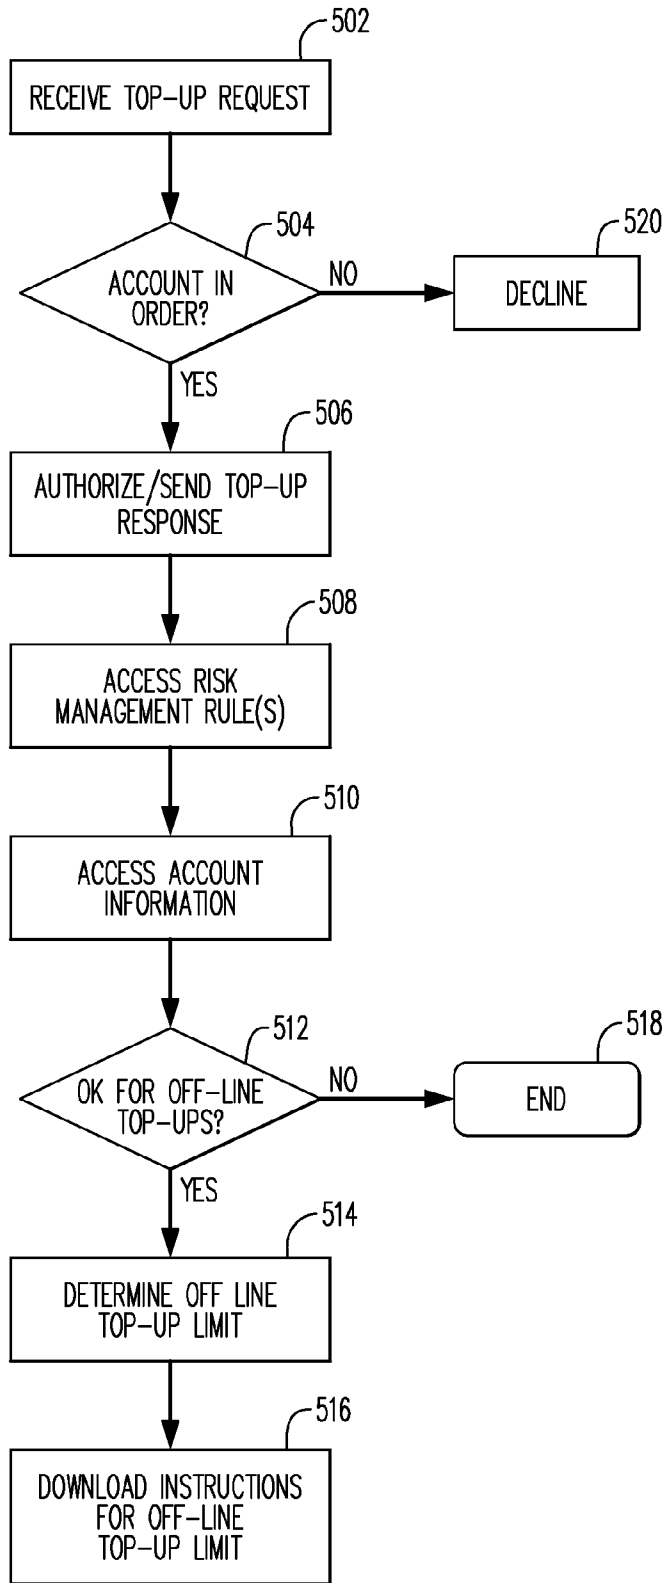 502
RECEIVE TOP-UP REQUEST
504
ACCOUNT IN
ORDER?
NO
520
DECLINE
YES
506
AUTHORIZE/SEND TOP-UP
RESPONSE
508
ACCESS RISK
MANAGEMENT RULE(S)
510
ACCESS ACCOUNT
INFORMATION
512
OK FOR OFF-LINE
TOP-UPS?
NO
518
END
YES
514
DETERMINE OFF LINE
TOP-UP LIMIT
516
DOWNLOAD INSTRUCTIONS
FOR OFF-LINE
TOP-UP LIMIT